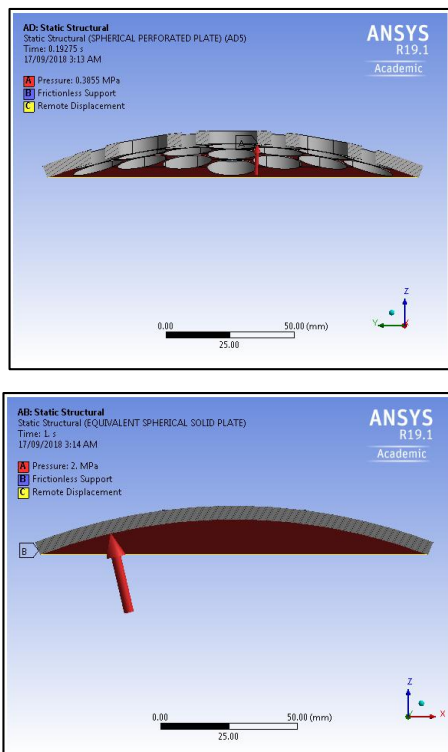 AD: Static Structural
Static Structural (SPHERICAL PERFORATED PLATE) (AD5)
Time: 0.19275 s
17/09/2018 3:13 AM
A Pressure: 0.3855 MPa
B Frictionless Support
C Remote Displacement
ANSYS
R19.1
Academic
A
Z
Y
X
0.00
50.00 (mm)
25.00
AB: Static Structural
Static Structural (EQUIVALENT SPHERICAL SOLID PLATE)
Time: 1. s
17/09/2018 3:14 AM
A Pressure: 2. MPa
B Frictionless Support
C Remote Displacement
ANSYS
R19.1
Academic
B
Z
X
0.00
50.00 (mm)
25.00